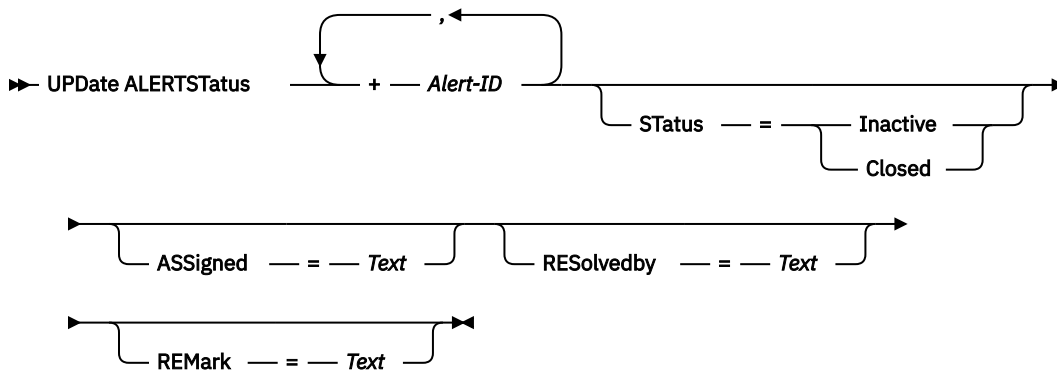 ,
UPDate ALERTSTatus + Alert-ID
STatus = Inactive
Closed
ASSigned = Text RESolvedby = Text
REMark = Text